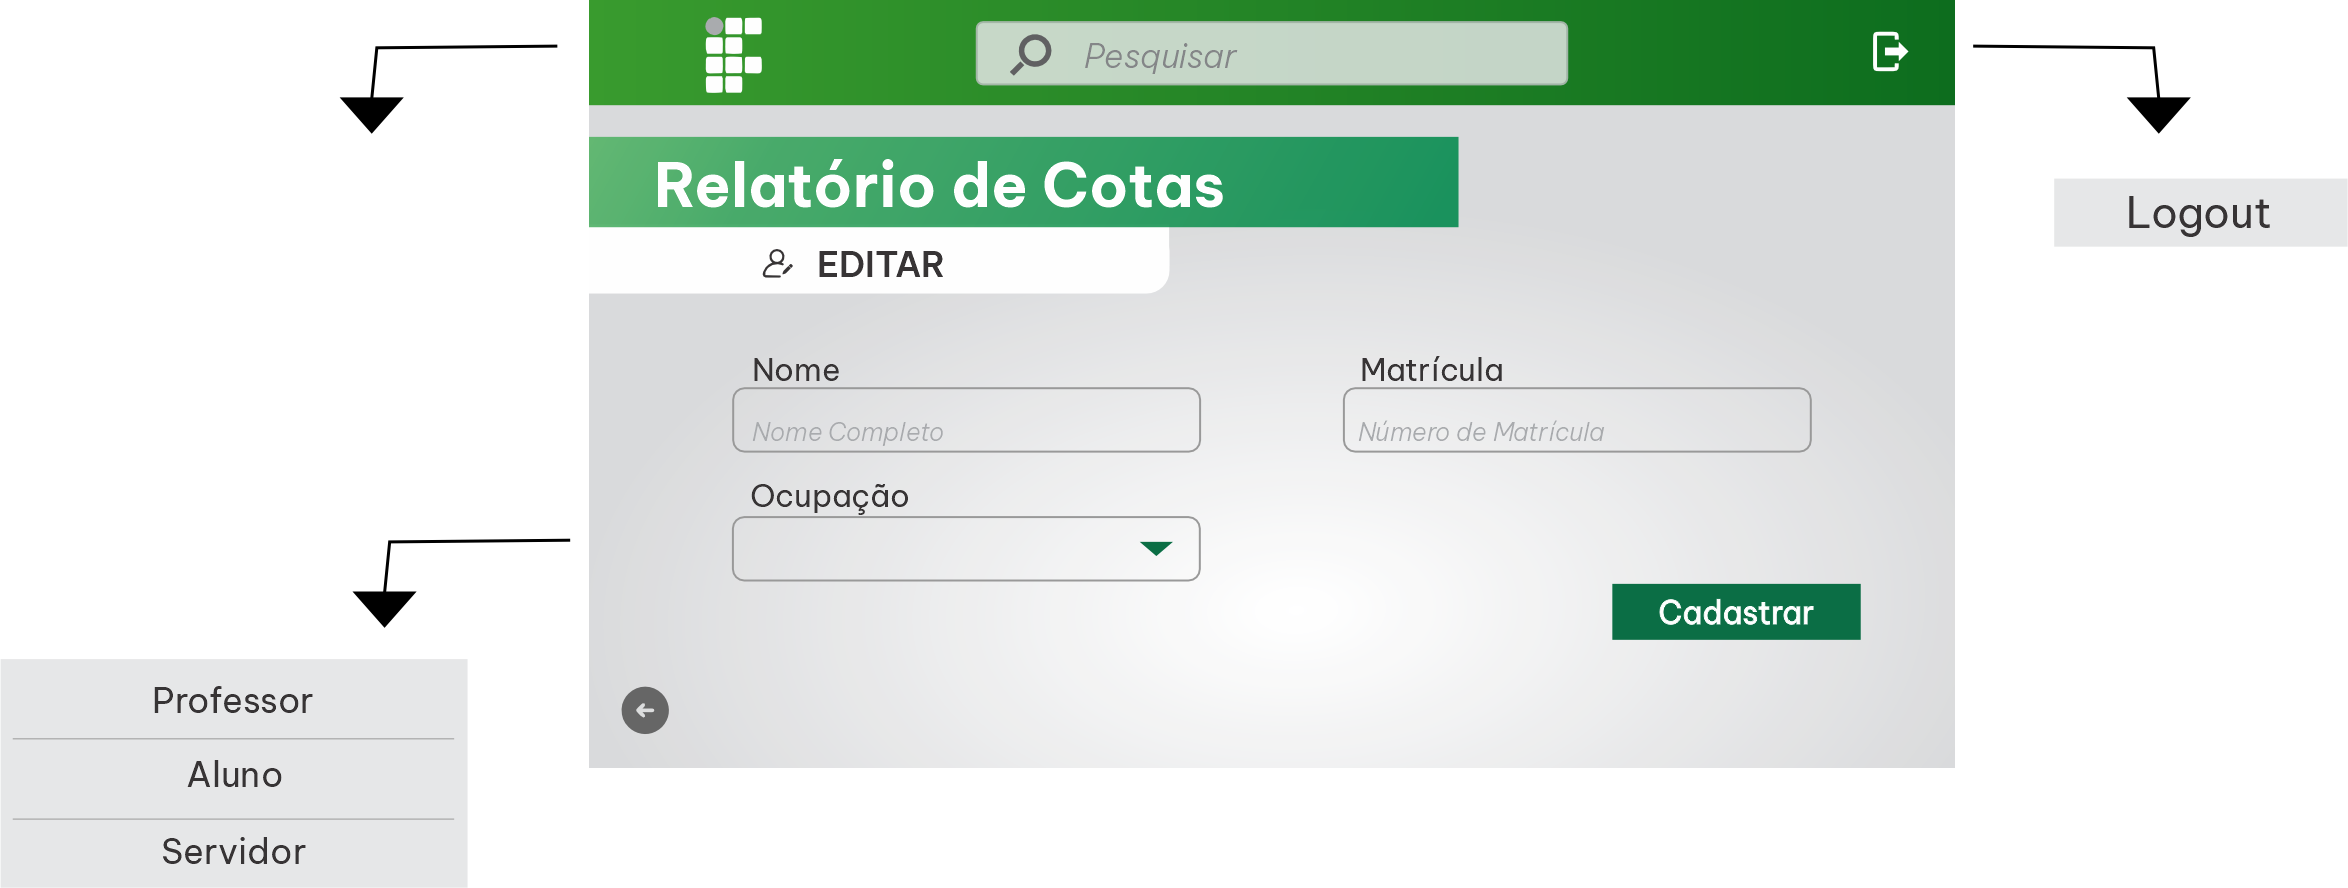 Pesquisar
Relatório de Cotas
Logout
EDITAR
Nome
Matrícula
Nome Completo
Número de Matrícula
Ocupação
Cadastrar
Professor
Aluno
Servidor